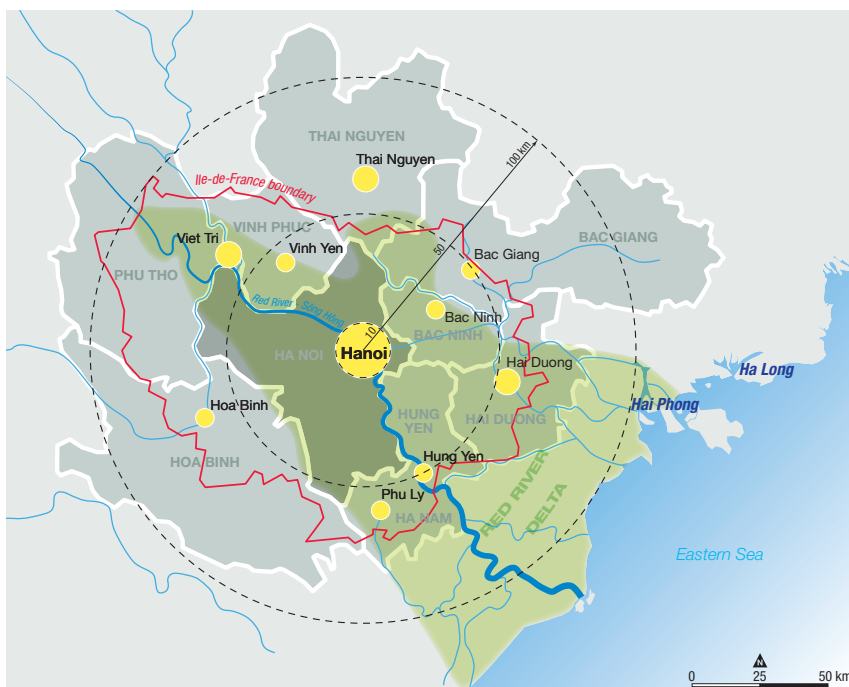 THAI NGUYEN
Thai Nguyen
100 km
Ile-de-France boundary
VINH PHUC
Viet Tri
Vinh Yen
50
Bac Giang
BAC GIANG
PHU THO
Red River - Sông Hông
10
Bac Ninh
BAC NINH
HA NOI
Hanoi
Hai Duong
Ha Long
Hoa Binh
HUNG
YEN
HAI DUONG
Hai Phong
HOA BINH
Hung Yen
Phu Ly
HA NAM
RED RIVER
DELTA
Eastern Sea
N
0 25 50 km